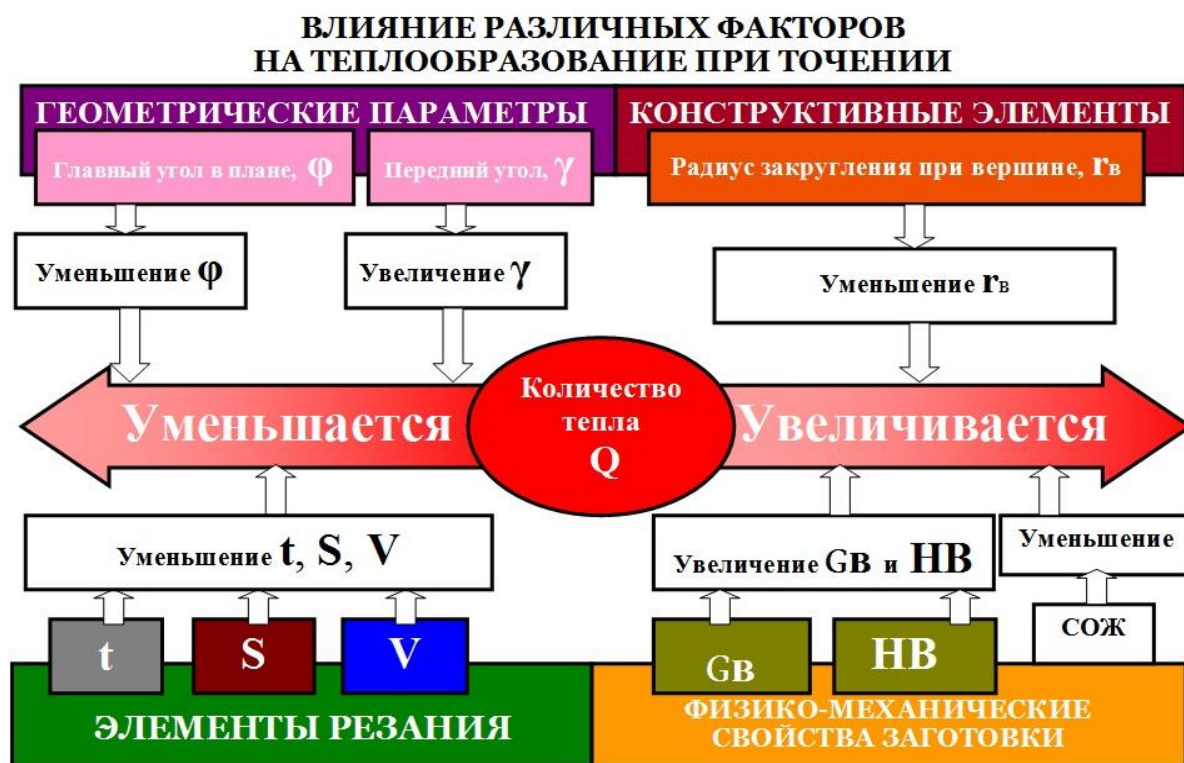 ВЛИЯНИЕ РАЗЛИЧНЫХ ФАКТОРОВ
НА ТЕПЛООБРАЗОВАНИЕ ПРИ ТОЧЕНИИ
ГЕОМЕТРИЧЕСКИЕ ПАРАМЕТРЫ
КОНСТРУКТИВНЫЕ ЭЛЕМЕНТЫ
Главный угол в плане, φ
Передний угол, γ
Радиус закругления при вершине, rв
Уменьшение φ
Увеличение γ
Уменьшение rв
Уменьшается
Количество
тепла
Q
Увеличивается
Уменьшение t, S, V
Увеличение Gв и HB
Уменьшение
t
S
V
Gв
HB
СОЖ
ЭЛЕМЕНТЫ РЕЗАНИЯ
ФИЗИКО-МЕХАНИЧЕСКИЕ
СВОЙСТВА ЗАГОТОВКИ